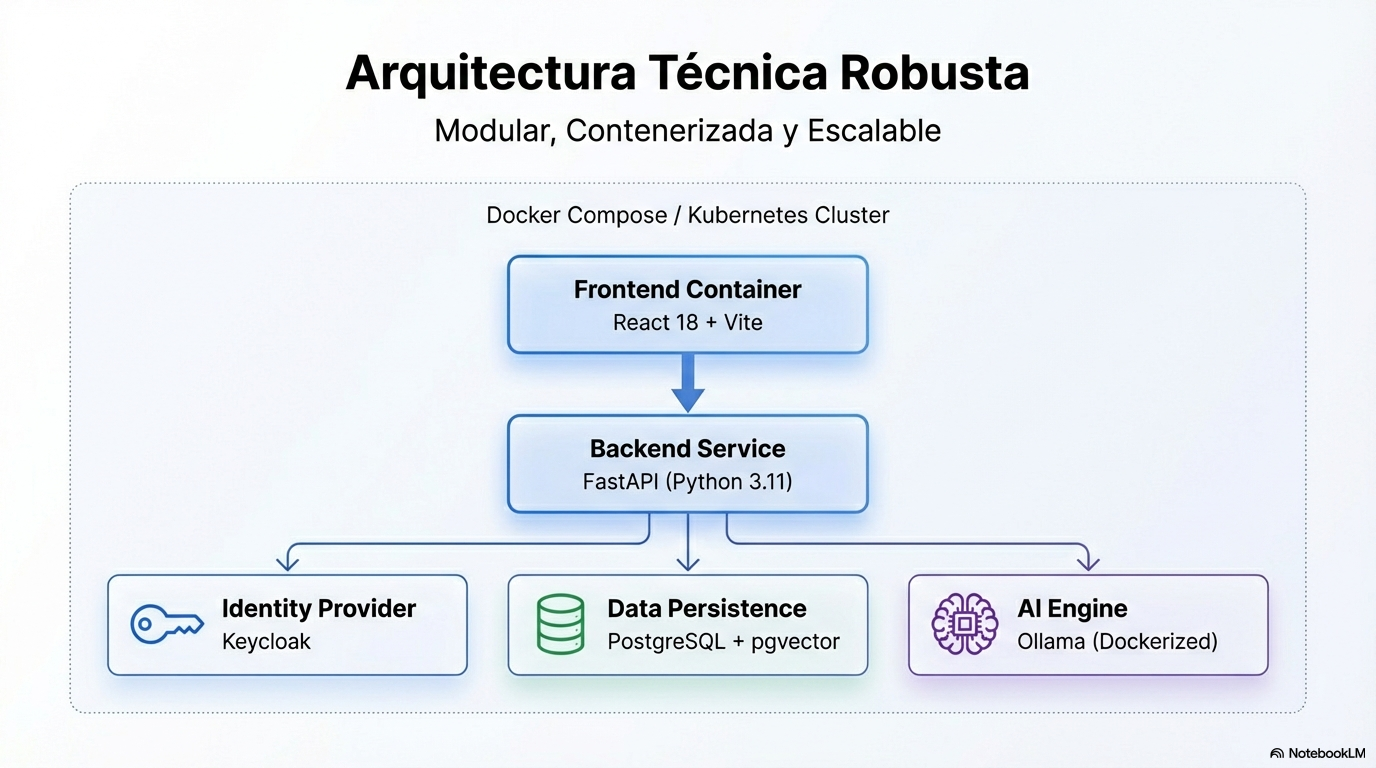 Arquitectura Técnica Robusta
Modular, Contenerizada y Escalable
Docker Compose / Kubernetes Cluster
Frontend Container
React 18 + Vite
Backend Service
FastAPI (Python 3.11)
Identity Provider
Keycloak
Data Persistence
PostgreSQL + pgvector
AI Engine
Ollama (Dockerized)
NotebookLM